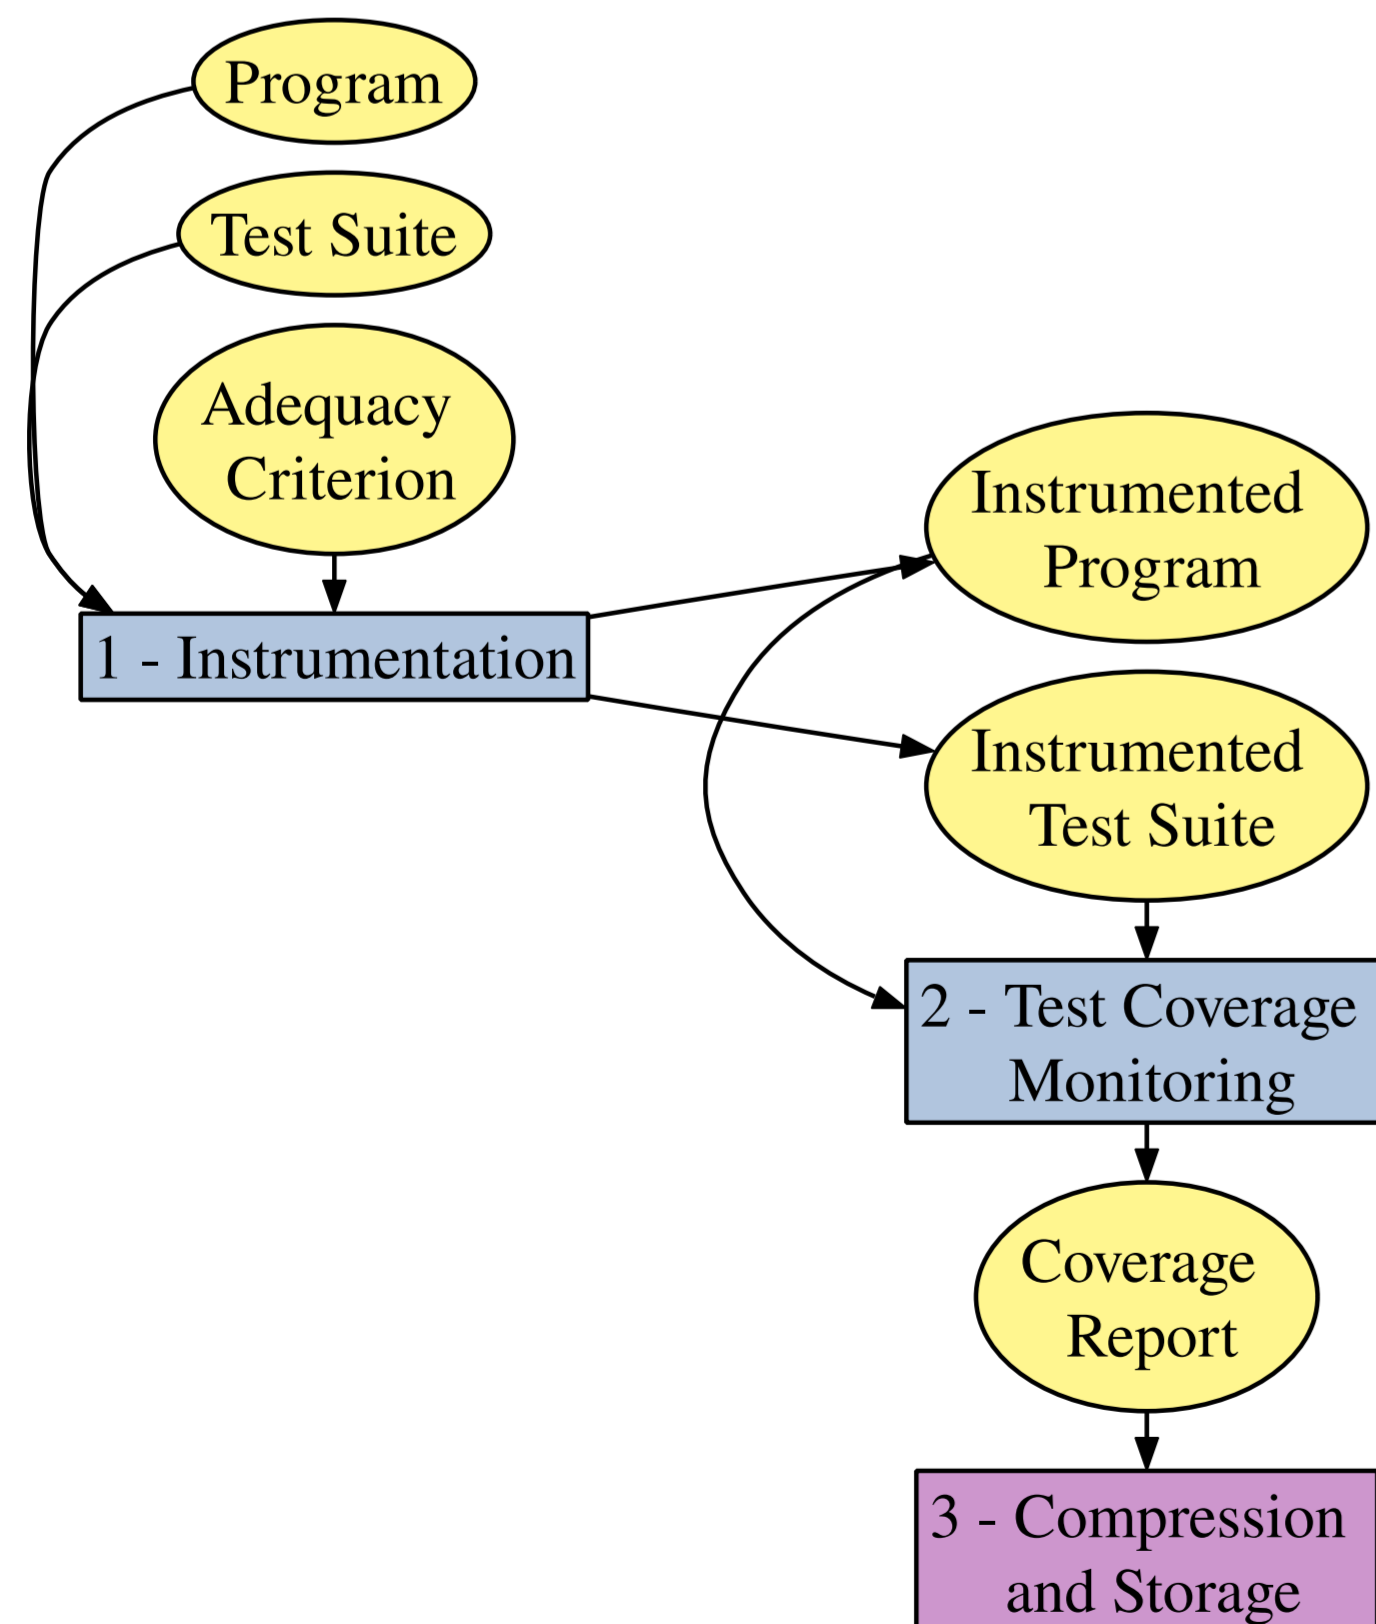 Program
Test Suite
Adequacy
Criterion
1 - Instrumentation
Instrumented
Program
Instrumented
Test Suite
2 - Test Coverage
Monitoring
Coverage
Report
3 - Compression
and Storage